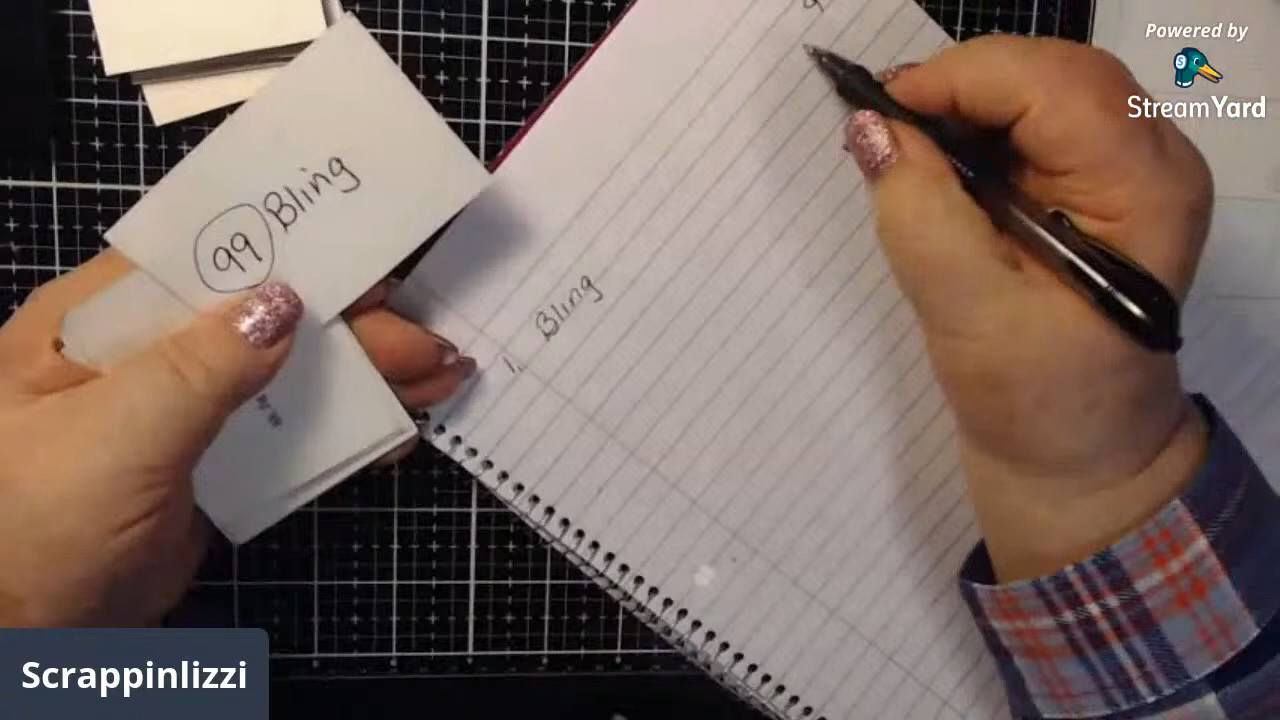 Powered by
StreamYard
99 Bling
1. Bling
Scrappinlizzi